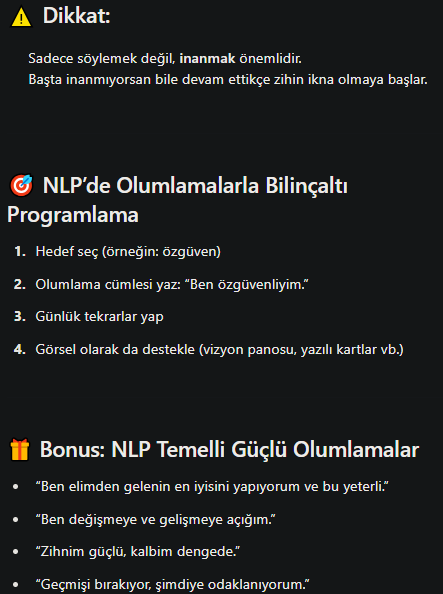 ⚠️ Dikkat:
Sadece söylemek değil, inanmak önemlidir.
Başta inanmıyorsan bile devam ettikçe zihin ikna olmaya başlar.
🎯 NLP’de Olumlamalarla Bilinçaltı
Programlama
1. Hedef seç (örneğin: özgüven)
2. Olumlama cümlesi yaz: “Ben özgüvenliyim.”
3. Günlük tekrarlar yap
4. Görsel olarak da destekle (vizyon panosu, yazılı kartlar vb.)
🎁 Bonus: NLP Temelli Güçlü Olumlamalar
• “Ben elimden gelenin en iyisini yapıyorum ve bu yeterli.”
• “Ben değişmeye ve gelişmeye açığım.”
• “Zihnim güçlü, kalbim dengede.”
• “Geçmişi bırakıyor, şimdiye odaklanıyorum.”